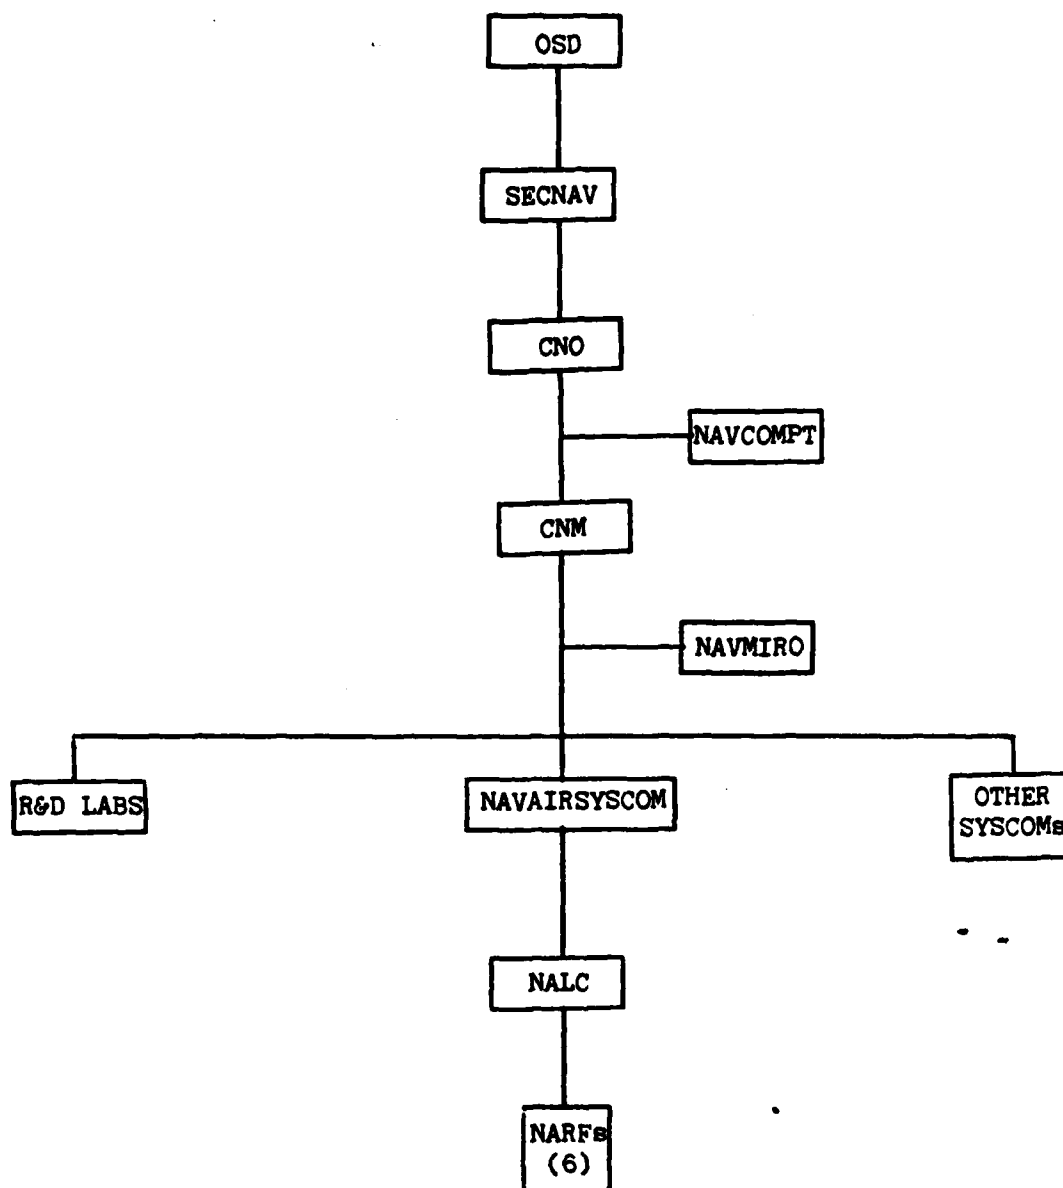 OSD
SECNAV
CNO
NAVCOMPT
CNM
NAVMIRO
R&D LABS
NAVAIRSYSCOM
OTHER
SYSCOMs
NALC
NARFs
(6)